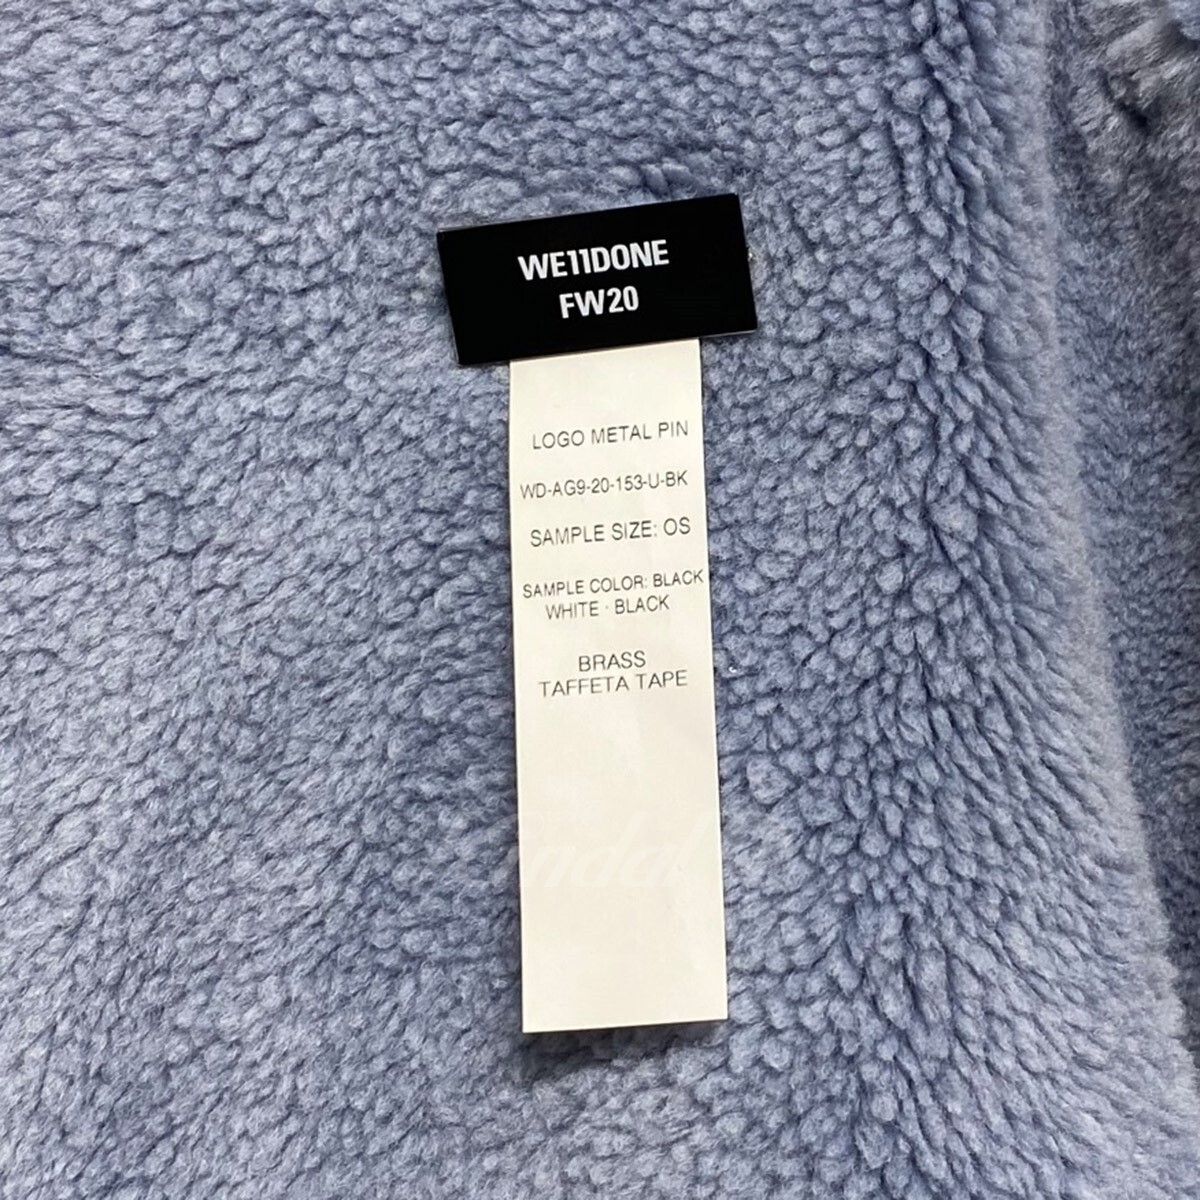 WE11DONE
FW20
LOGO METAL PIN
WD-AG9-20-153-U-BK
SAMPLE SIZE: OS
SAMPLE COLOR: BLACK
WHITE · BLACK
BRASS
TAFFETA TAPE